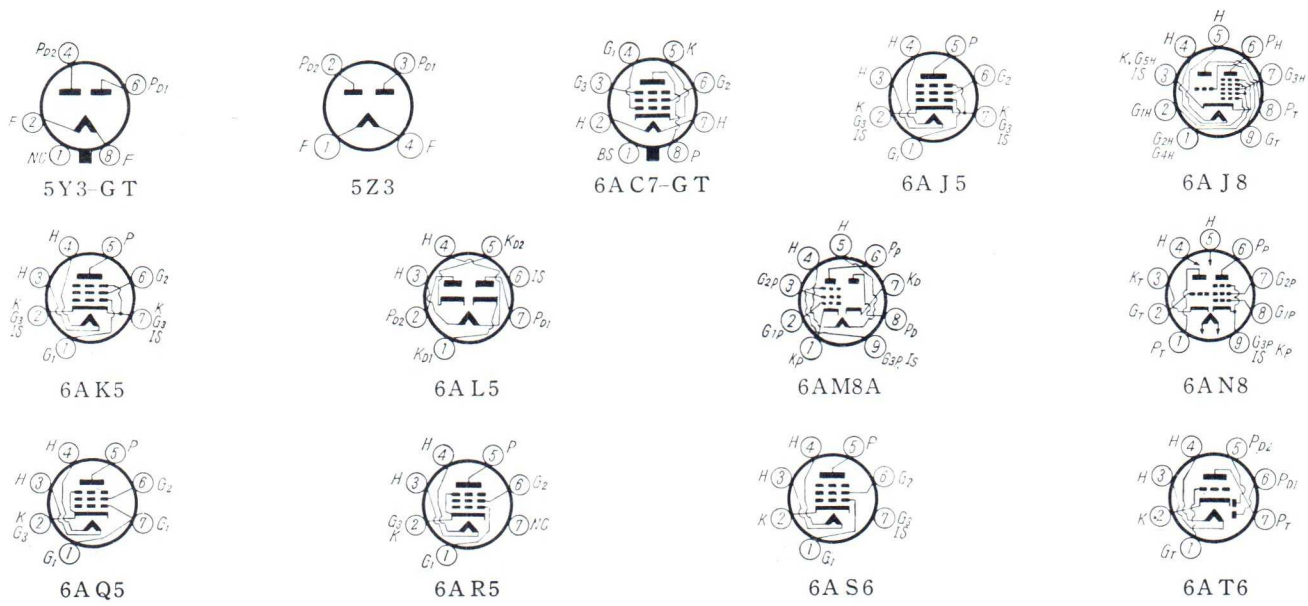 5Y3-GT
PD2 4
6 PD1
F 2
NC 1
8 F
5Z3
PD2 2
3 PD1
F 1
4 F
6AC7-GT
G1 4
5 K
G3 3
6 G2
H 2
7 H
BS 1
8 P
6AJ5
H 4
5 P
H 3
6 G2
K G3 IS 2
7 K G3 IS
G1 1
6AJ8
H 5
H 4
6 PH
K, G5H IS 3
7 G3H
G1H 2
8 PT
G2H G4H 1
9 GT
6AK5
H 4
5 P
H 3
6 G2
K G3 IS 2
7 K G3 IS
G1 1
6AL5
H 4
5 KD2
H 3
6 IS
PD2 2
7 PD1
KD1 1
6AM8A
H 5
H 4
6 PP
G2P 3
7 KD
G1P 2
8 PD
KP 1
9 G3P, IS
6AN8
H 5
H 4
6 PP
KT 3
7 G2P
GT 2
8 G1P
PT 1
9 G3P IS KP
6AQ5
H 4
5 P
H 3
6 G2
K G3 2
7 G1
G1 1
6AR5
H 4
5 P
H 3
6 G2
G3 K 2
7 NC
G1 1
6AS6
H 4
5 P
H 3
6 G2
K 2
7 G3 IS
1 G1
6AT6
H 4
5 PD2
H 3
6 PD1
K 2
7 PT
GT 1